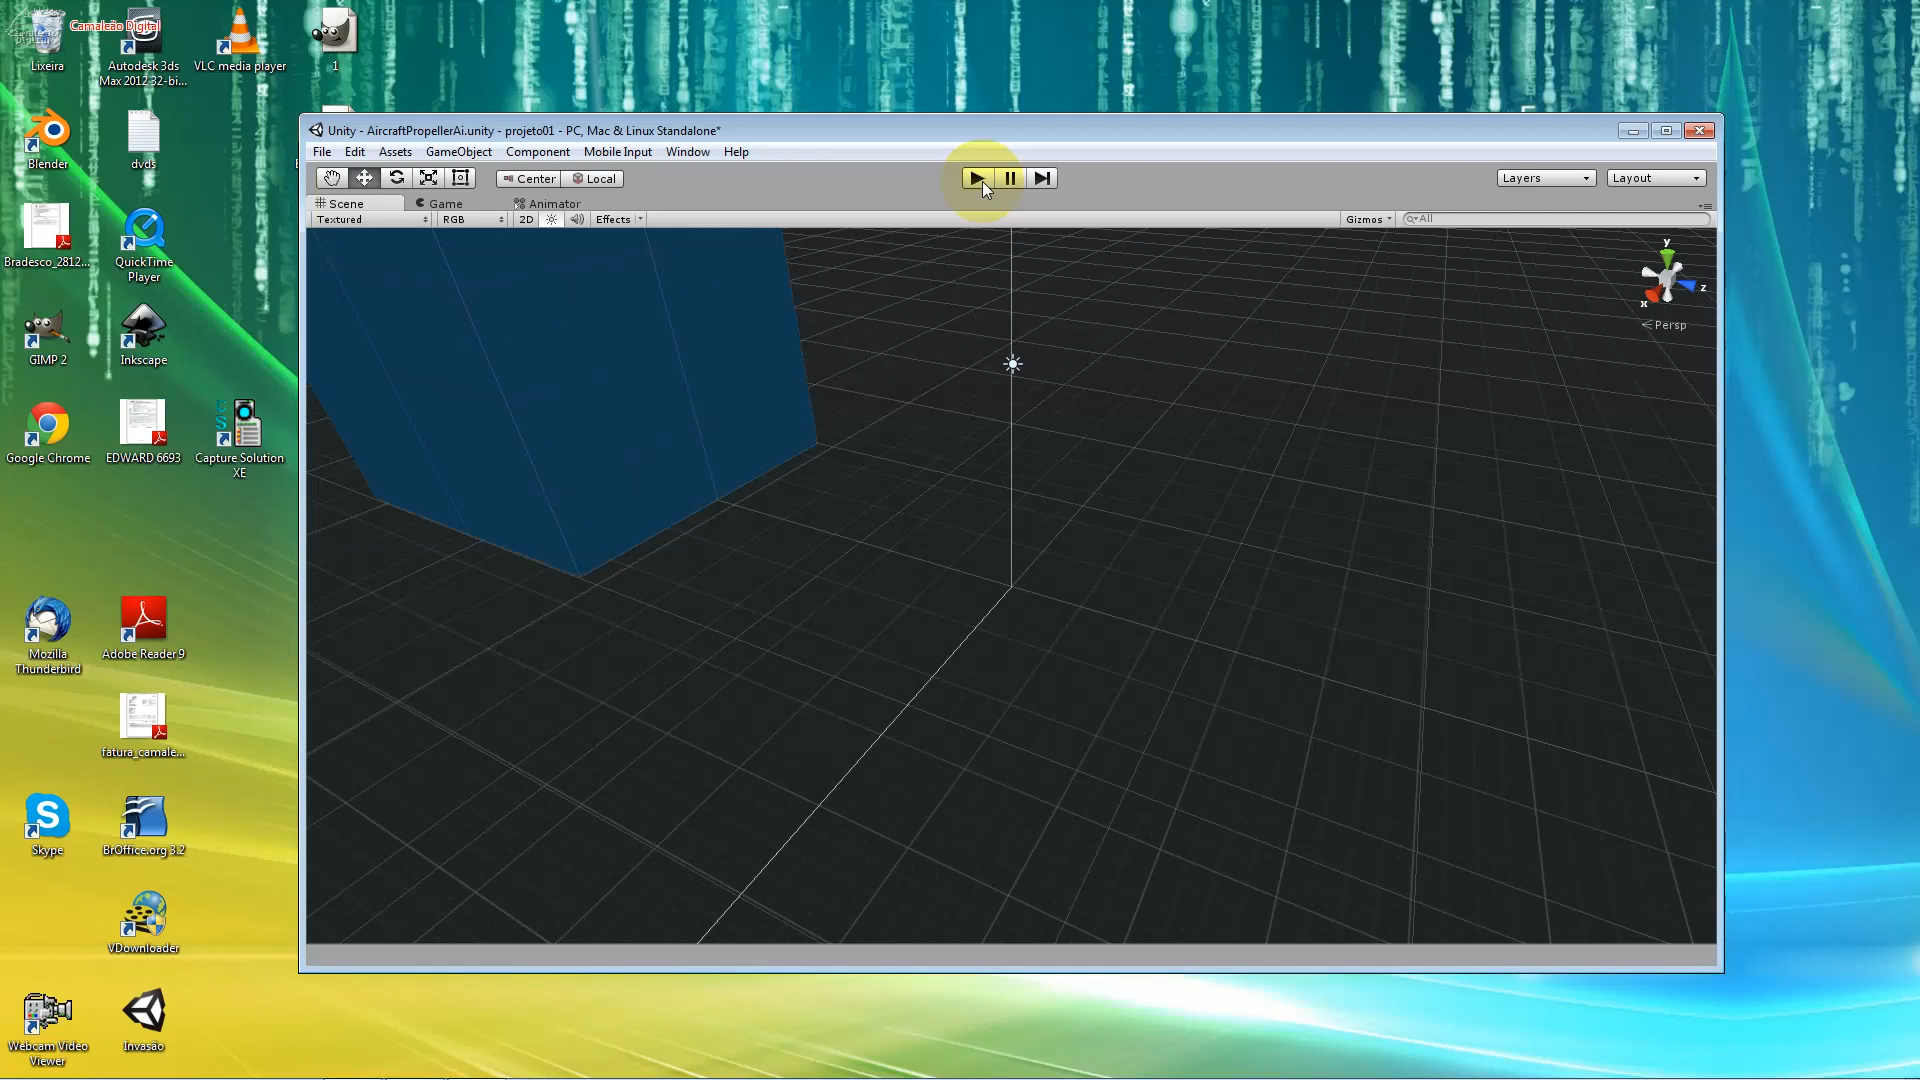 Camaleão Digital
Lixeira
Autodesk 3ds
Max 2012 32-bi...
VLC media player
1
Blender
dvds
Bradesco_2812...
QuickTime
Player
GIMP 2
Inkscape
Google Chrome
EDWARD 6693
Capture Solution
XE
Mozilla
Thunderbird
Adobe Reader 9
fatura_camale...
Skype
BrOffice.org 3.2
VDownloader
Webcam Video
Viewer
Invasão
Unity - AircraftPropellerAi.unity - projeto01 - PC, Mac & Linux Standalone*
File Edit Assets GameObject Component Mobile Input Window Help
Center Local Layers Layout
Scene Game Animator
Textured RGB 2D Effects Gizmos All
y
z
x
Persp